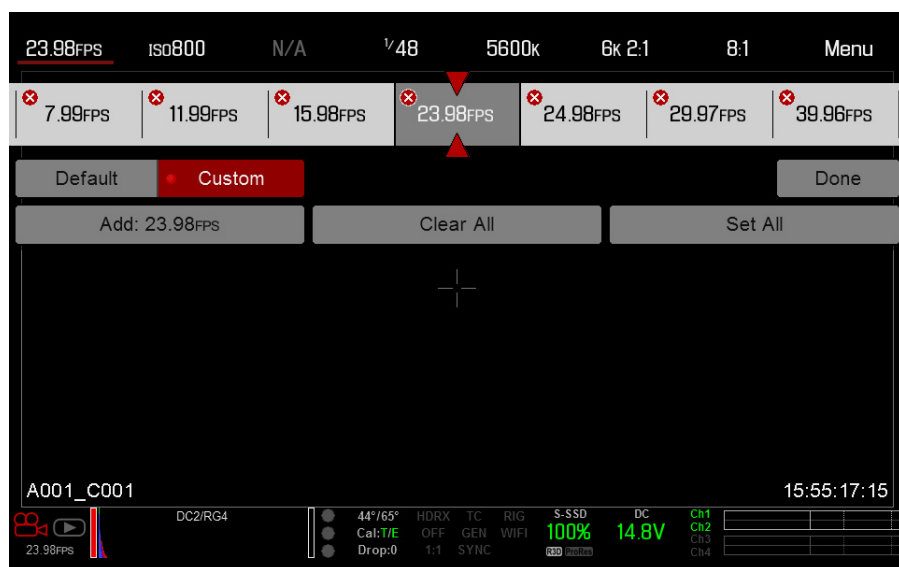 23.98FPS ISO800 N/A 1/48 5600K 6K 2:1 8:1 Menu
7.99FPS 11.99FPS 15.98FPS 23.98FPS 24.98FPS 29.97FPS 39.96FPS
Default Custom Done
Add: 23.98FPS Clear All Set All
A001_C001 15:55:17:15
DC2/RG4 44°/65° HDRX TC RIG S-SSD DC Ch1
Cal:T/E OFF GEN WIFI 100% 14.8V Ch2
23.98FPS Drop:0 1:1 SYNC R3D ProRes Ch3
Ch4